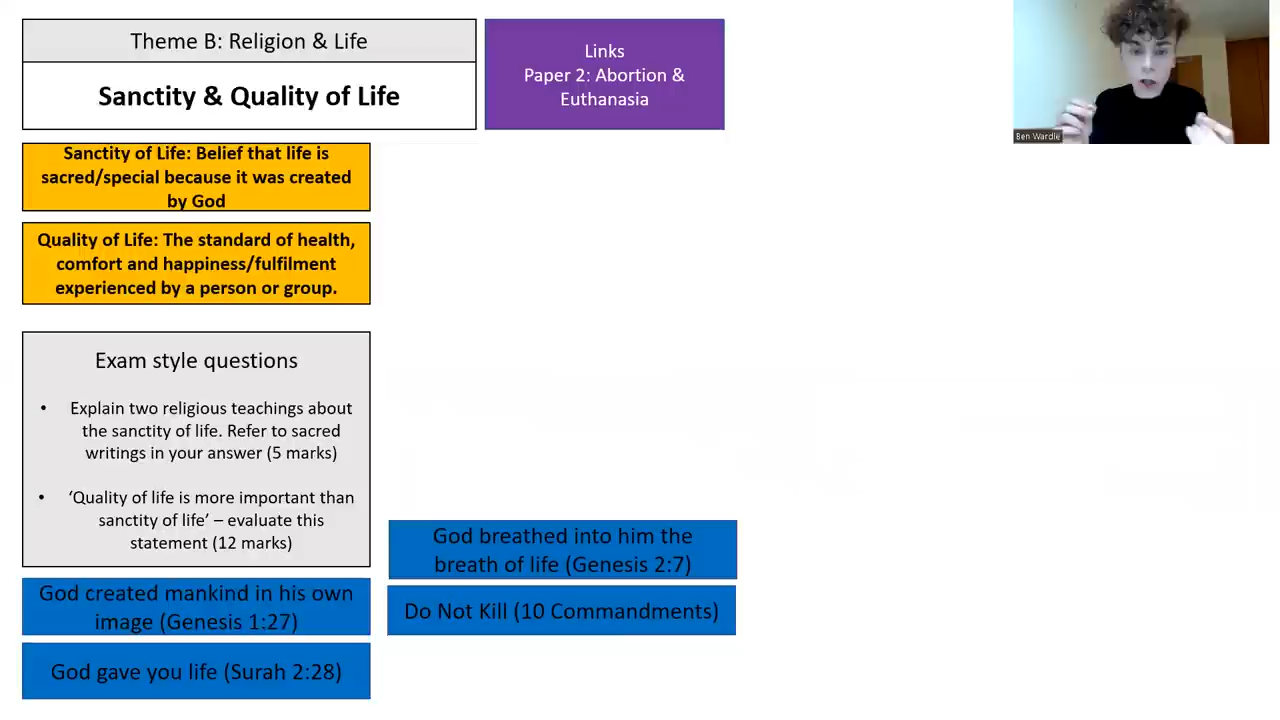 Theme B: Religion & Life
Sanctity & Quality of Life
Links
Paper 2: Abortion &
Euthanasia
Ben Wardle
Sanctity of Life: Belief that life is
sacred/special because it was created
by God
Quality of Life: The standard of health,
comfort and happiness/fulfilment
experienced by a person or group.
Exam style questions
• Explain two religious teachings about
the sanctity of life. Refer to sacred
writings in your answer (5 marks)
• ‘Quality of life is more important than
sanctity of life’ – evaluate this
statement (12 marks)
God created mankind in his own
image (Genesis 1:27)
God gave you life (Surah 2:28)
God breathed into him the
breath of life (Genesis 2:7)
Do Not Kill (10 Commandments)